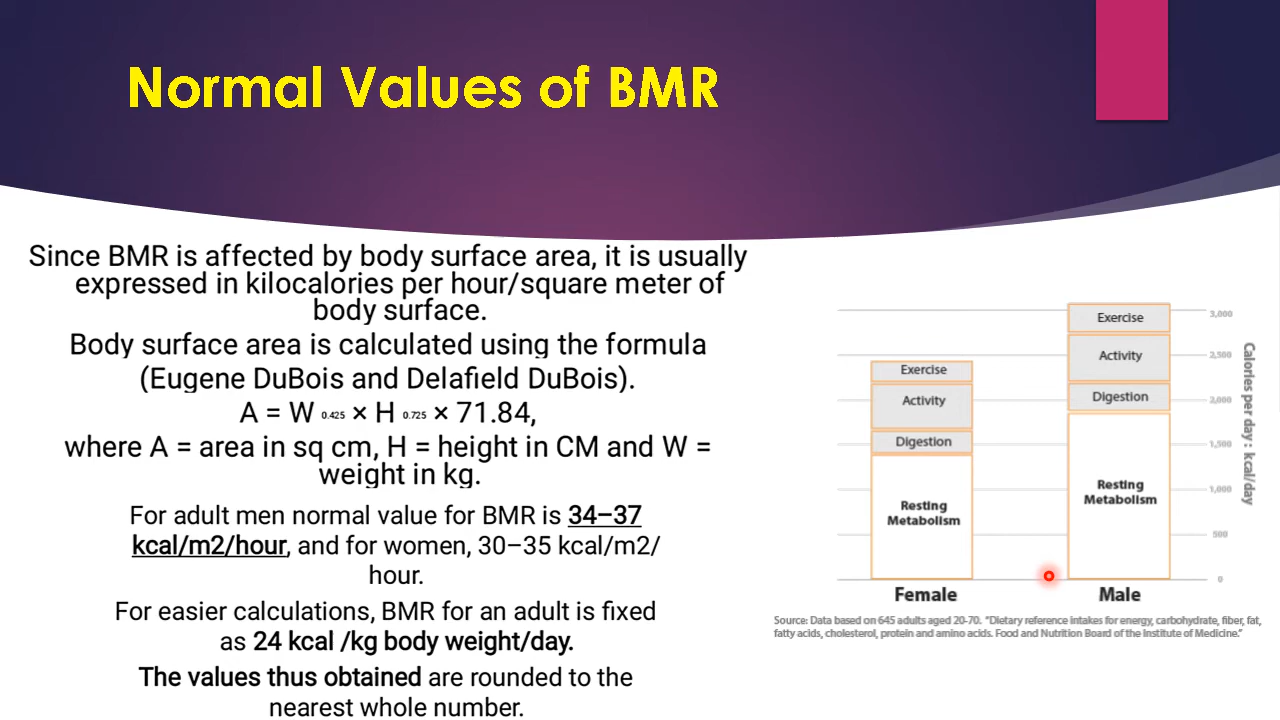 Normal Values of BMR
Since BMR is affected by body surface area, it is usually
expressed in kilocalories per hour/square meter of
body surface.
Body surface area is calculated using the formula
(Eugene DuBois and Delafield DuBois).
A = W 0.425 × H 0.725 × 71.84,
where A = area in sq cm, H = height in CM and W =
weight in kg.
For adult men normal value for BMR is 34–37
kcal/m2/hour, and for women, 30–35 kcal/m2/
hour.
For easier calculations, BMR for an adult is fixed
as 24 kcal /kg body weight/day.
The values thus obtained are rounded to the
nearest whole number.
Exercise
Activity
Digestion
Resting
Metabolism
Female
Exercise
Activity
Digestion
Resting
Metabolism
Male
3,000
2,500
2,000
1,500
1,000
500
0
Calories per day : kcal/day
Source: Data based on 645 adults aged 20-70. "Dietary reference intakes for energy, carbohydrate, fiber, fat,
fatty acids, cholesterol, protein and amino acids. Food and Nutrition Board of the Institute of Medicine."